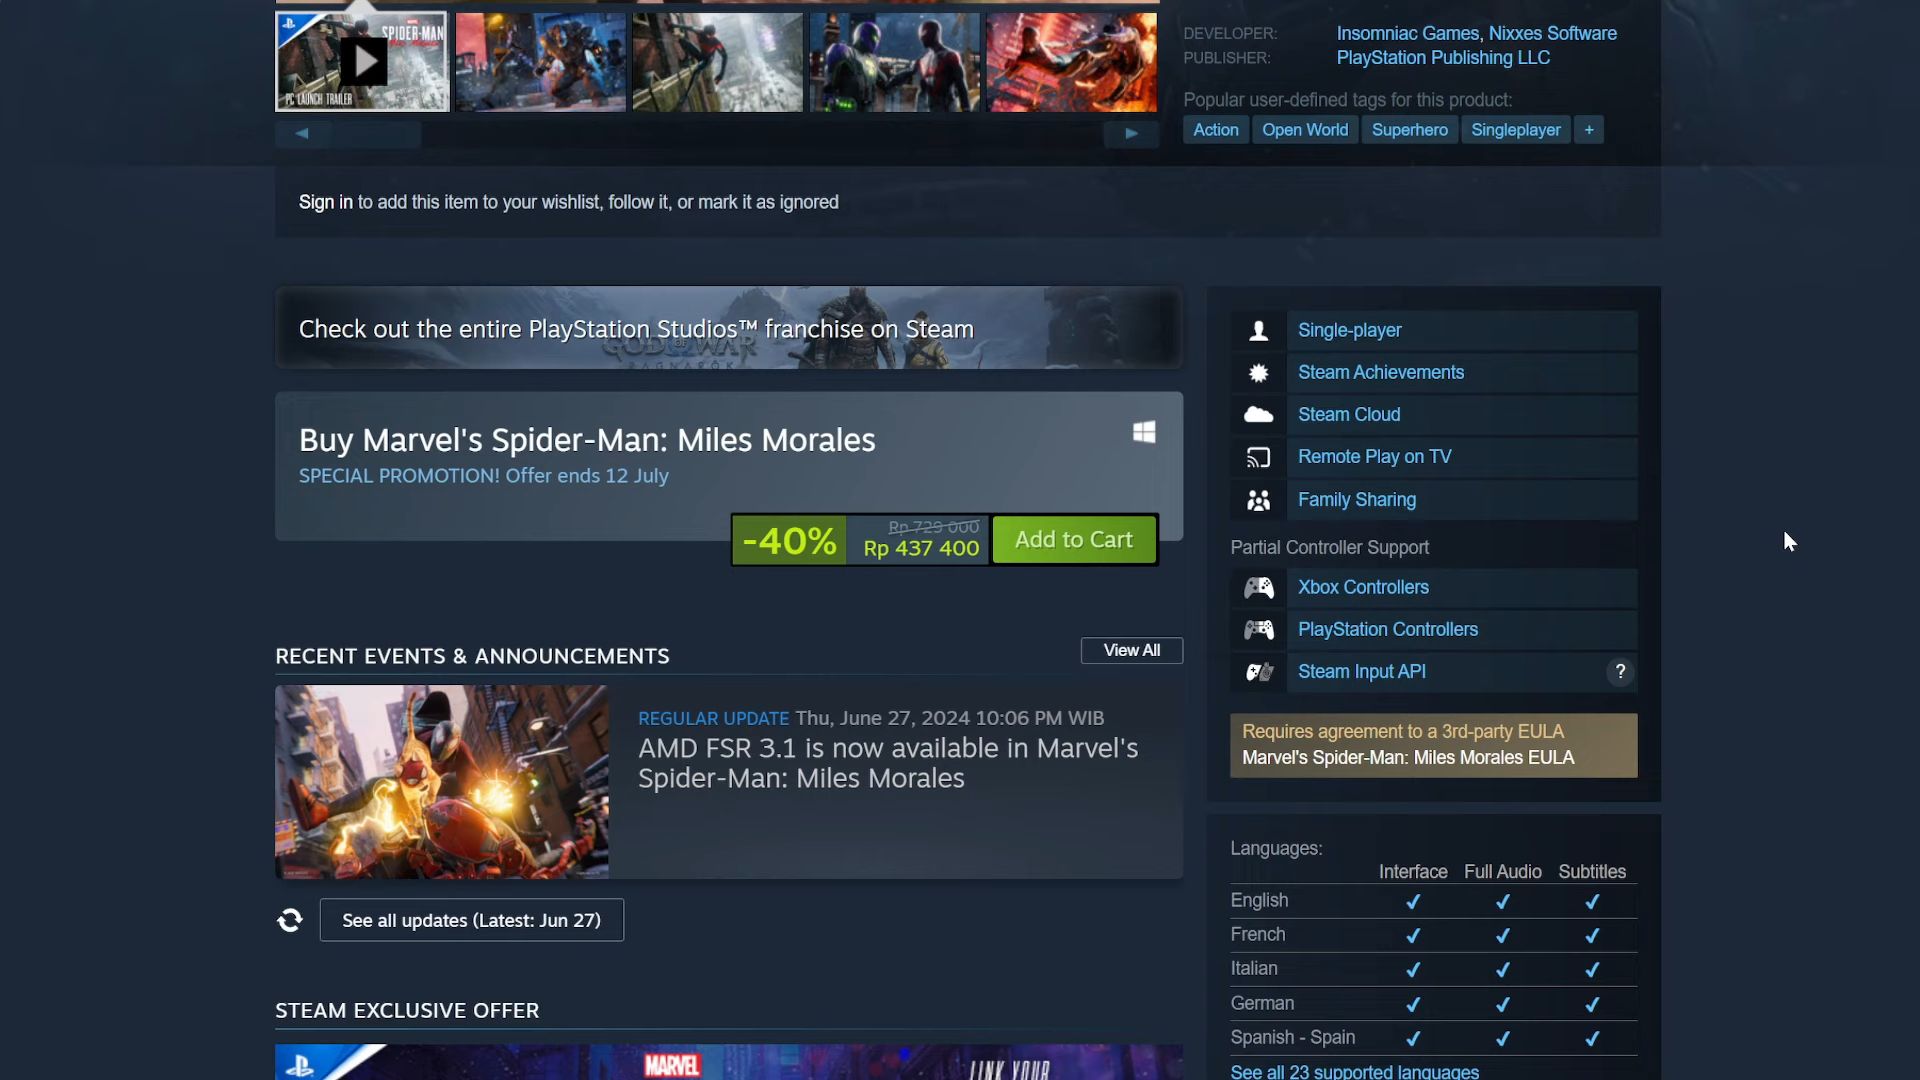 SPIDER-MAN
PC LAUNCH TRAILER
DEVELOPER: Insomniac Games, Nixxes Software
PUBLISHER: PlayStation Publishing LLC
Popular user-defined tags for this product:
Action Open World Superhero Singleplayer +
Sign in to add this item to your wishlist, follow it, or mark it as ignored
Check out the entire PlayStation Studios™ franchise on Steam
GOD OF WAR
RAGNARÖK
Buy Marvel's Spider-Man: Miles Morales
SPECIAL PROMOTION! Offer ends 12 July
-40% Rp 729 000 Rp 437 400 Add to Cart
RECENT EVENTS & ANNOUNCEMENTS View All
REGULAR UPDATE Thu, June 27, 2024 10:06 PM WIB
AMD FSR 3.1 is now available in Marvel's
Spider-Man: Miles Morales
See all updates (Latest: Jun 27)
STEAM EXCLUSIVE OFFER
MARVEL
LINK YOUR
Single-player
Steam Achievements
Steam Cloud
Remote Play on TV
Family Sharing
Partial Controller Support
Xbox Controllers
PlayStation Controllers
Steam Input API ?
Requires agreement to a 3rd-party EULA
Marvel's Spider-Man: Miles Morales EULA
Languages:
Interface Full Audio Subtitles
English ✔ ✔ ✔
French ✔ ✔ ✔
Italian ✔ ✔ ✔
German ✔ ✔ ✔
Spanish - Spain ✔ ✔ ✔
See all 23 supported languages